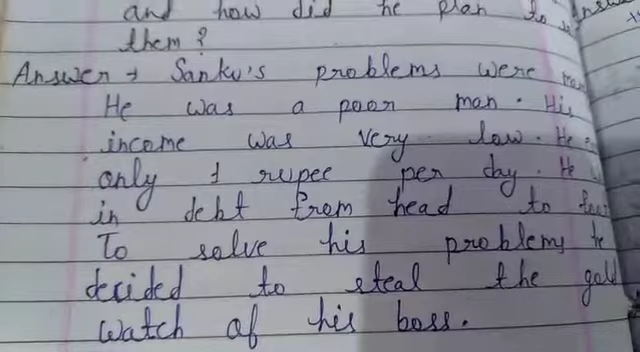 and how did he plan to
them?
Answer → Sanku's problems were
He was a poor man. His
income was very low. He
only 1 rupee per day. He
in debt from head to
To solve his problems he
decided to steal the gold
watch of his boss.